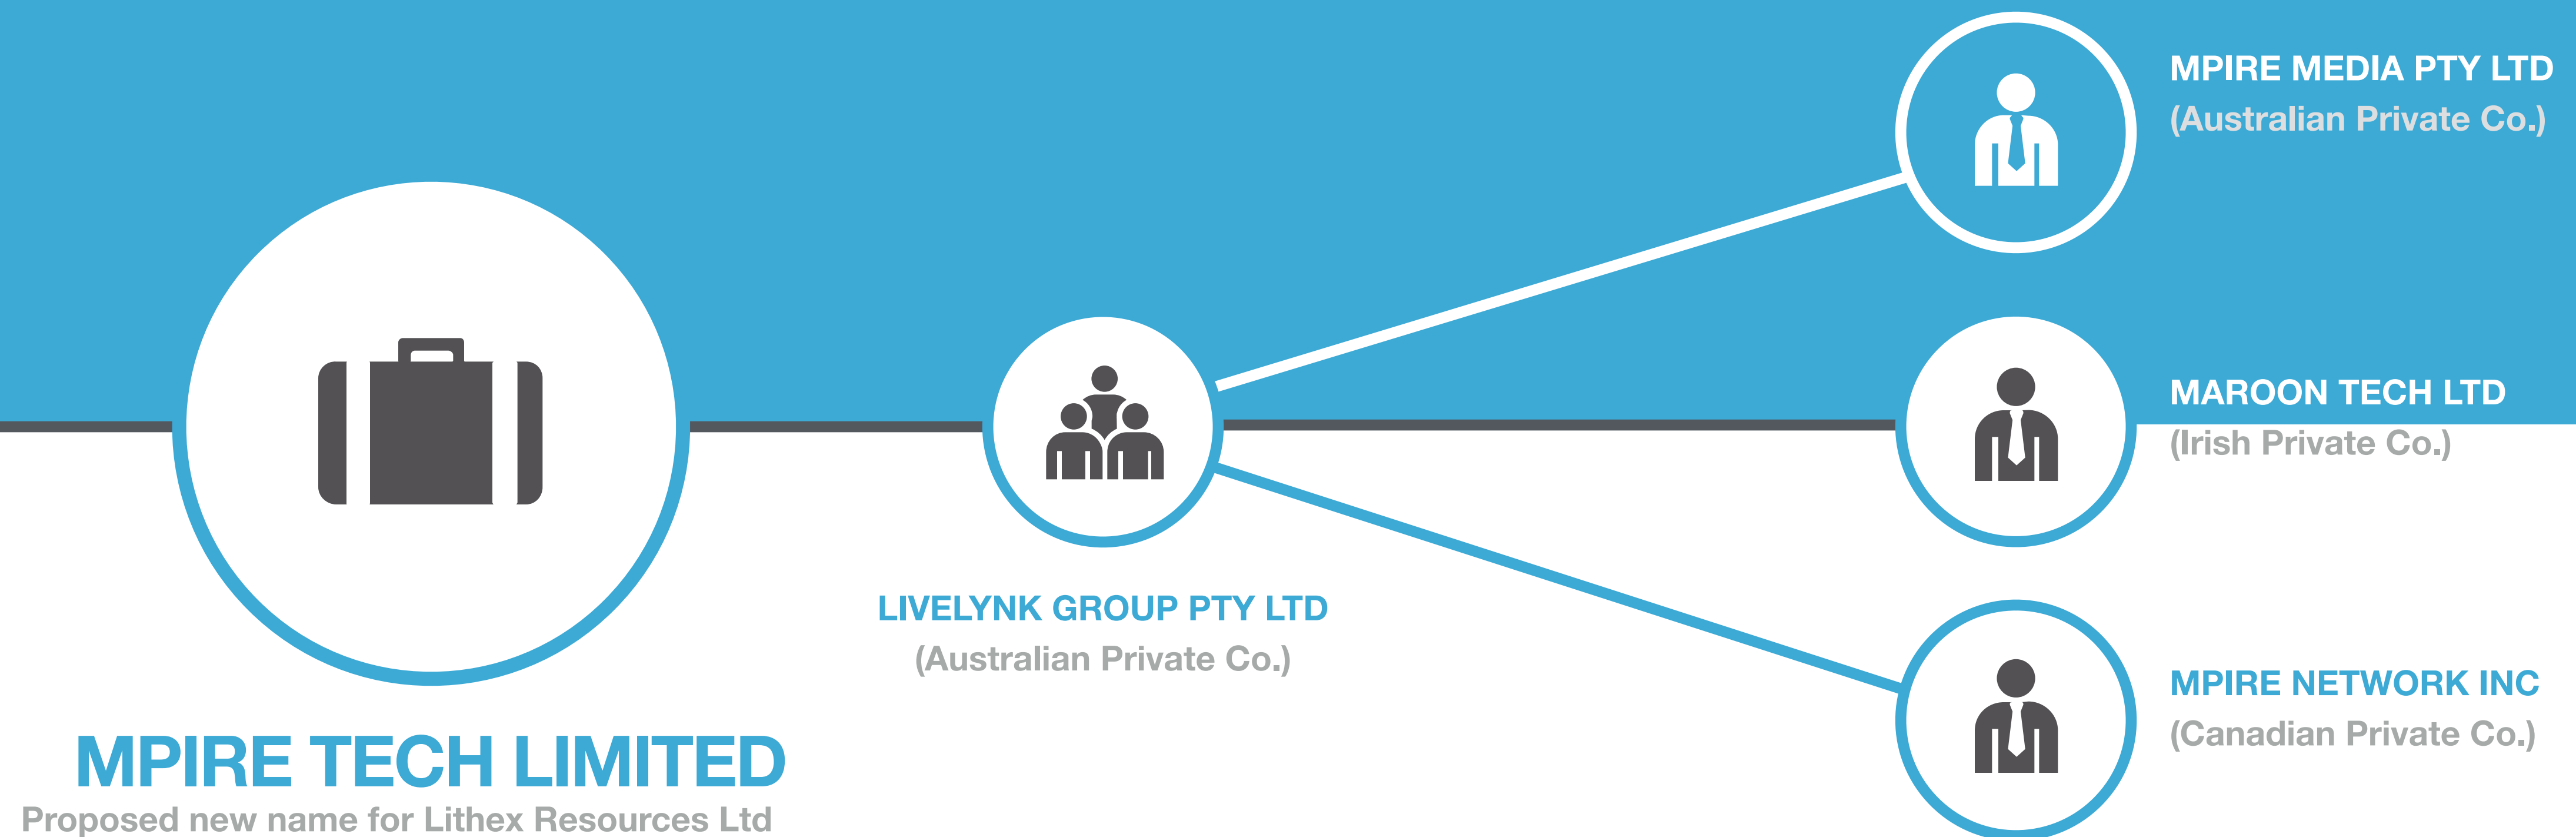 MPIRE MEDIA PTY LTD
(Australian Private Co.)
MAROON TECH LTD
(Irish Private Co.)
LIVELYNK GROUP PTY LTD
(Australian Private Co.)
MPIRE NETWORK INC
(Canadian Private Co.)
MPIRE TECH LIMITED
Proposed new name for Lithex Resources Ltd